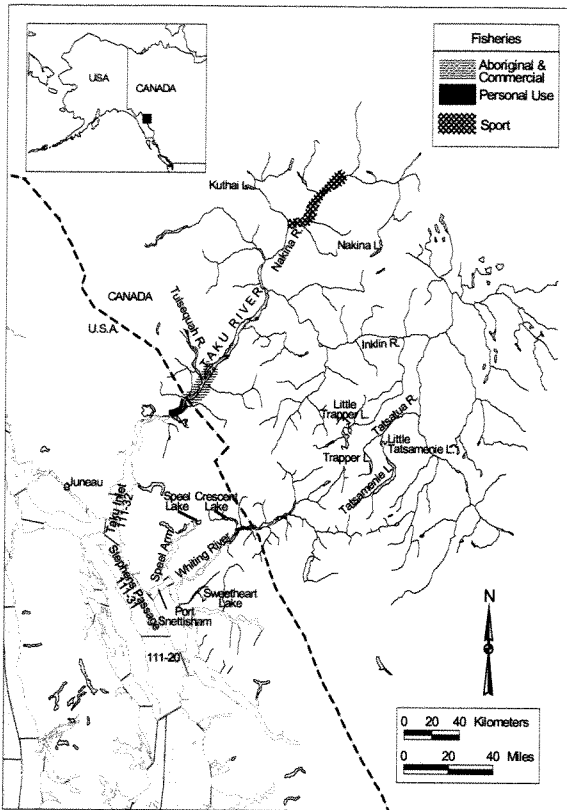 Fisheries
Aboriginal &
Commercial
Personal Use
Sport
USA
CANADA
Kuthai L.
Nakina R.
Nakina L.
CANADA
U.S.A.
Tulsequah R.
TAKU RIVER
Inklin R.
Little
Trapper L.
Tatsatua R.
Little
Tatsamenie L.
Trapper L.
Tatsamenie L.
Juneau
Taku Inlet
111-32
Speel
Lake
Crescent
Lake
Speel Arm
Whiting River
Stephens Passage
111-31
Sweetheart
Lake
Port
Snettisham
111-20
N
0 20 40 Kilometers
0 20 40 Miles